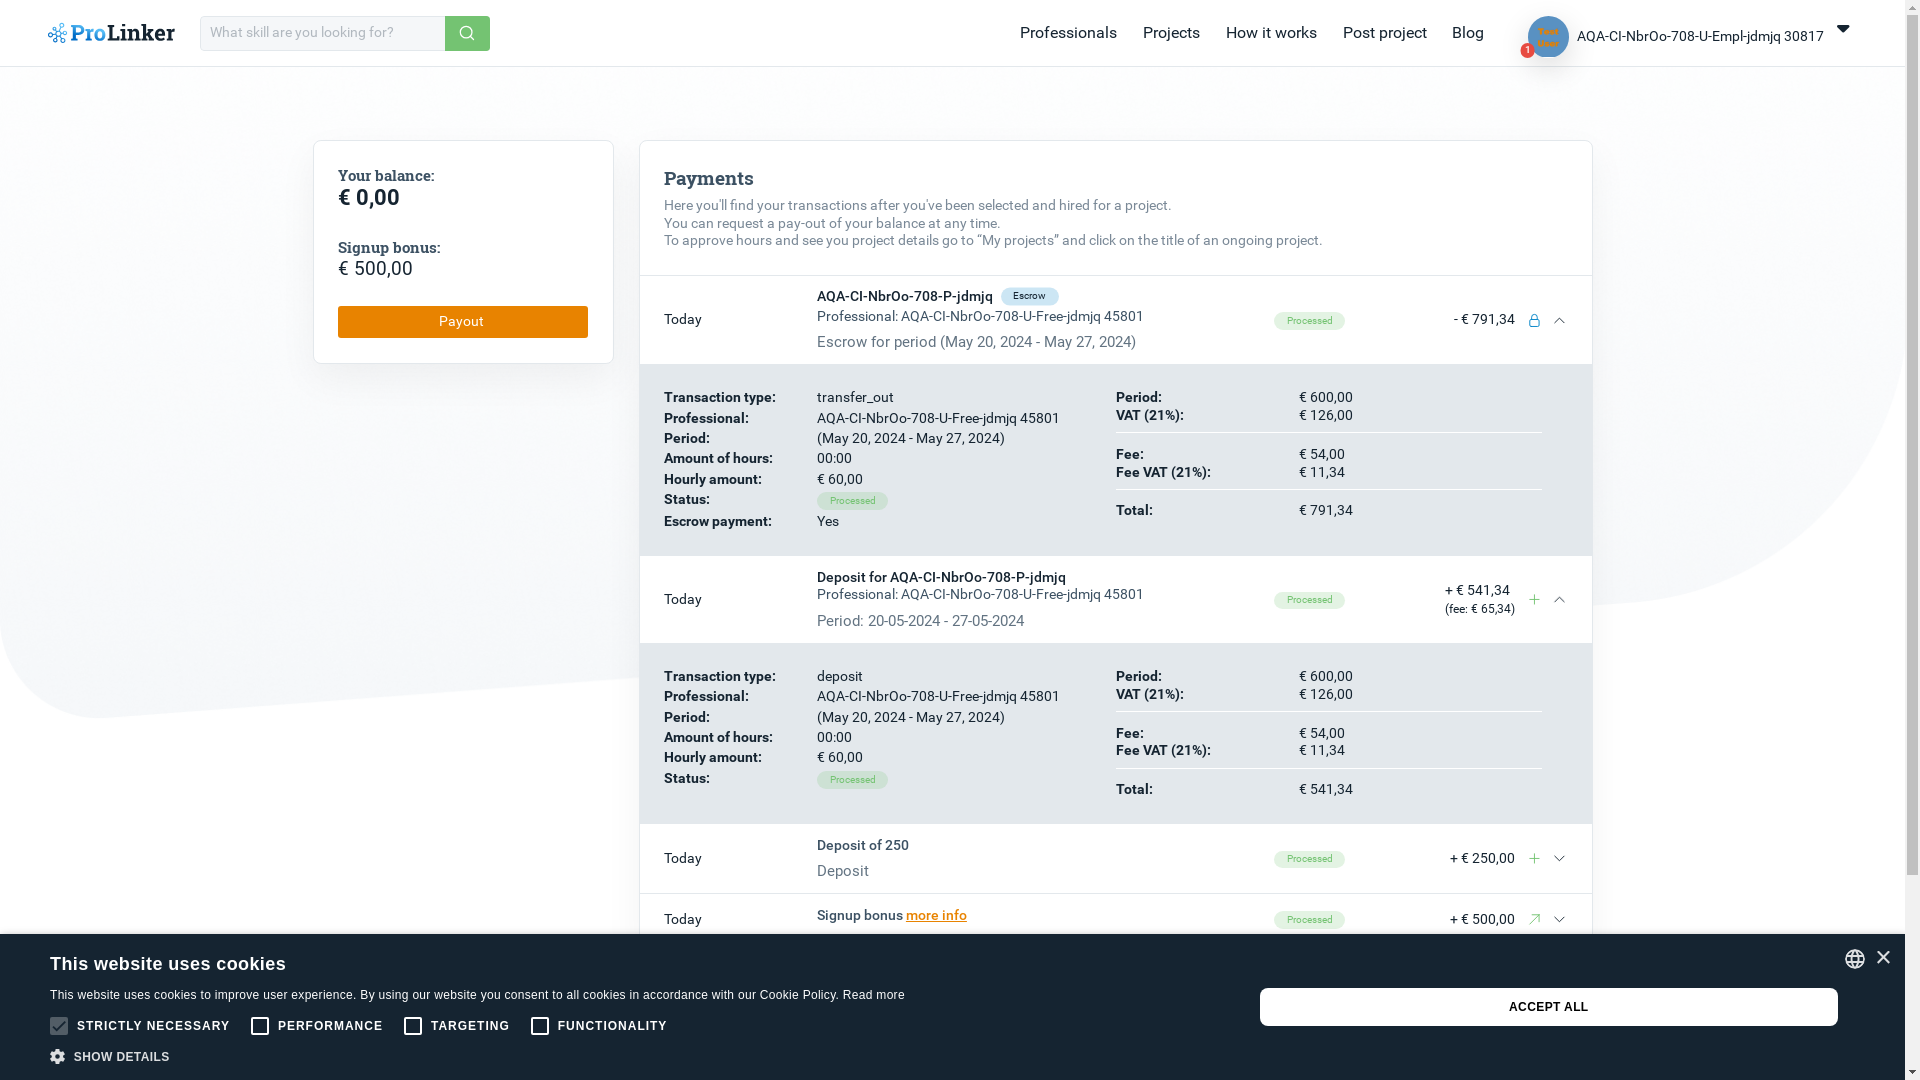 ProLinker
What skill are you looking for?
Professionals
Projects
How it works
Post project
Blog
Test User
1
AQA-CI-NbrOo-708-U-Empl-jdmjq 30817
Your balance:
€ 0,00
Signup bonus:
€ 500,00
Payout
Payments
Here you'll find your transactions after you've been selected and hired for a project.
You can request a pay-out of your balance at any time.
To approve hours and see you project details go to “My projects” and click on the title of an ongoing project.
Today
AQA-CI-NbrOo-708-P-jdmjq Escrow
Professional: AQA-CI-NbrOo-708-U-Free-jdmjq 45801
Escrow for period (May 20, 2024 - May 27, 2024)
Processed
- € 791,34
Transaction type: transfer_out
Professional: AQA-CI-NbrOo-708-U-Free-jdmjq 45801
Period: (May 20, 2024 - May 27, 2024)
Amount of hours: 00:00
Hourly amount: € 60,00
Status: Processed
Escrow payment: Yes
Period: € 600,00
VAT (21%): € 126,00
Fee: € 54,00
Fee VAT (21%): € 11,34
Total: € 791,34
Today
Deposit for AQA-CI-NbrOo-708-P-jdmjq
Professional: AQA-CI-NbrOo-708-U-Free-jdmjq 45801
Period: 20-05-2024 - 27-05-2024
Processed
+ € 541,34
(fee: € 65,34)
Transaction type: deposit
Professional: AQA-CI-NbrOo-708-U-Free-jdmjq 45801
Period: (May 20, 2024 - May 27, 2024)
Amount of hours: 00:00
Hourly amount: € 60,00
Status: Processed
Period: € 600,00
VAT (21%): € 126,00
Fee: € 54,00
Fee VAT (21%): € 11,34
Total: € 541,34
Today
Deposit of 250
Deposit
Processed
+ € 250,00
Today
Signup bonus more info
Processed
+ € 500,00
This website uses cookies
This website uses cookies to improve user experience. By using our website you consent to all cookies in accordance with our Cookie Policy. Read more
STRICTLY NECESSARY
PERFORMANCE
TARGETING
FUNCTIONALITY
SHOW DETAILS
ACCEPT ALL